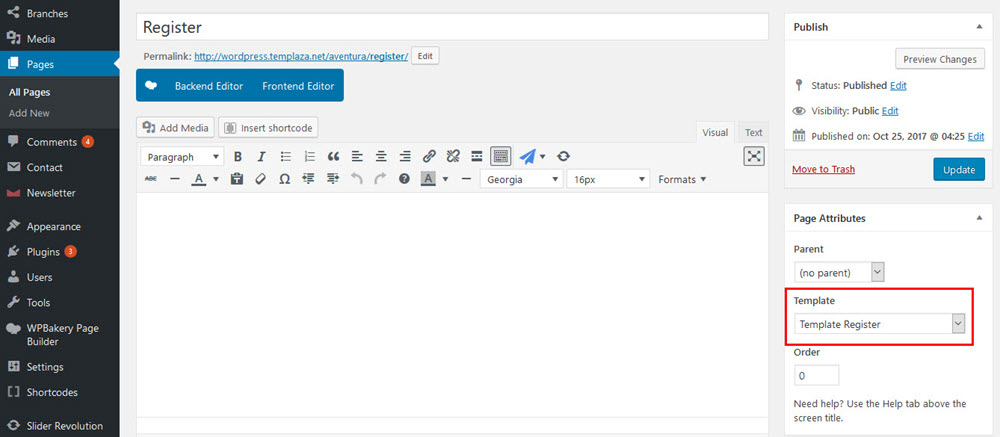 Branches
Media
Pages
All Pages
Add New
Comments 4
Contact
Newsletter
Appearance
Plugins 3
Users
Tools
WPBakery Page
Builder
Settings
Shortcodes
Slider Revolution
Register
Permalink: http://wordpress.templaza.net/aventura/register/ Edit
Backend Editor Frontend Editor
Add Media Insert shortcode
Visual Text
Paragraph B I
ABC A Ω A Georgia 16px Formats
Publish
Preview Changes
Status: Published Edit
Visibility: Public Edit
Published on: Oct 25, 2017 @ 04:25 Edit
Move to Trash Update
Page Attributes
Parent
(no parent)
Template
Template Register
Order
0
Need help? Use the Help tab above the
screen title.